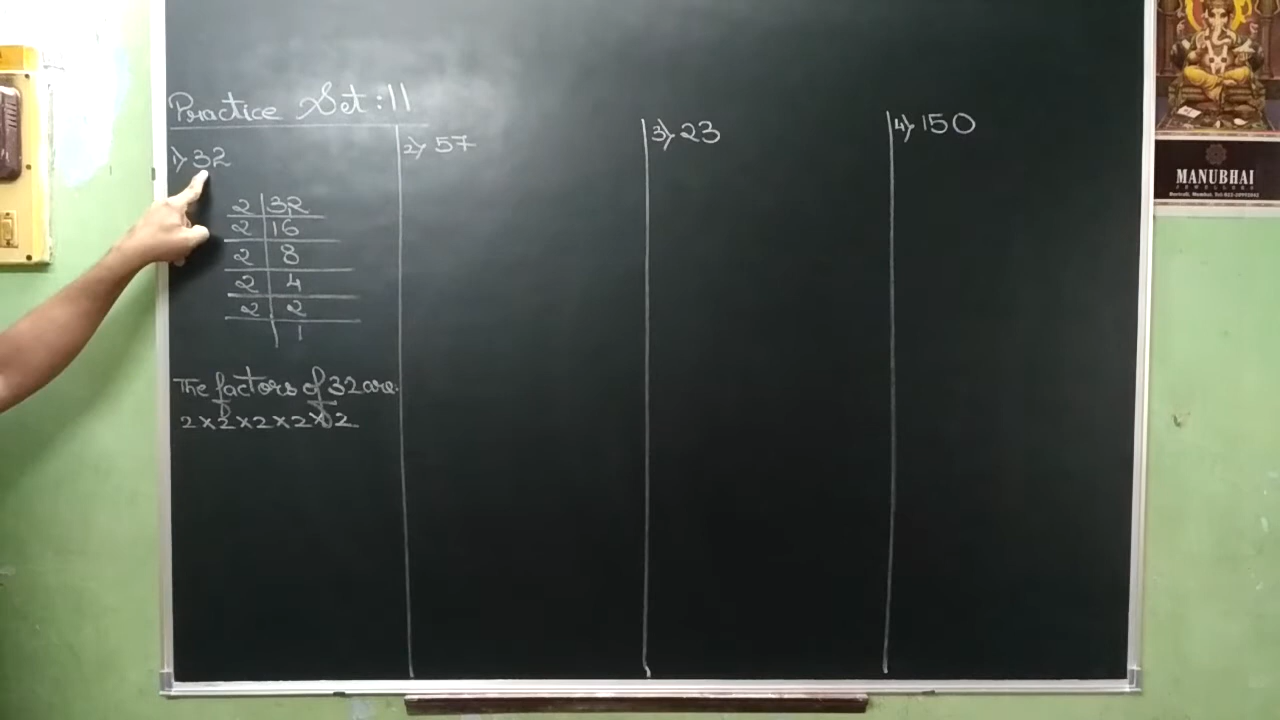 Practice Set : 11
1) 32
2 | 32
2 | 16
2 | 8
2 | 4
2 | 2
| 1
The factors of 32 are.
2 × 2 × 2 × 2 × 2
2) 57
3) 23
4) 150
MANUBHAI
JEWELLERS